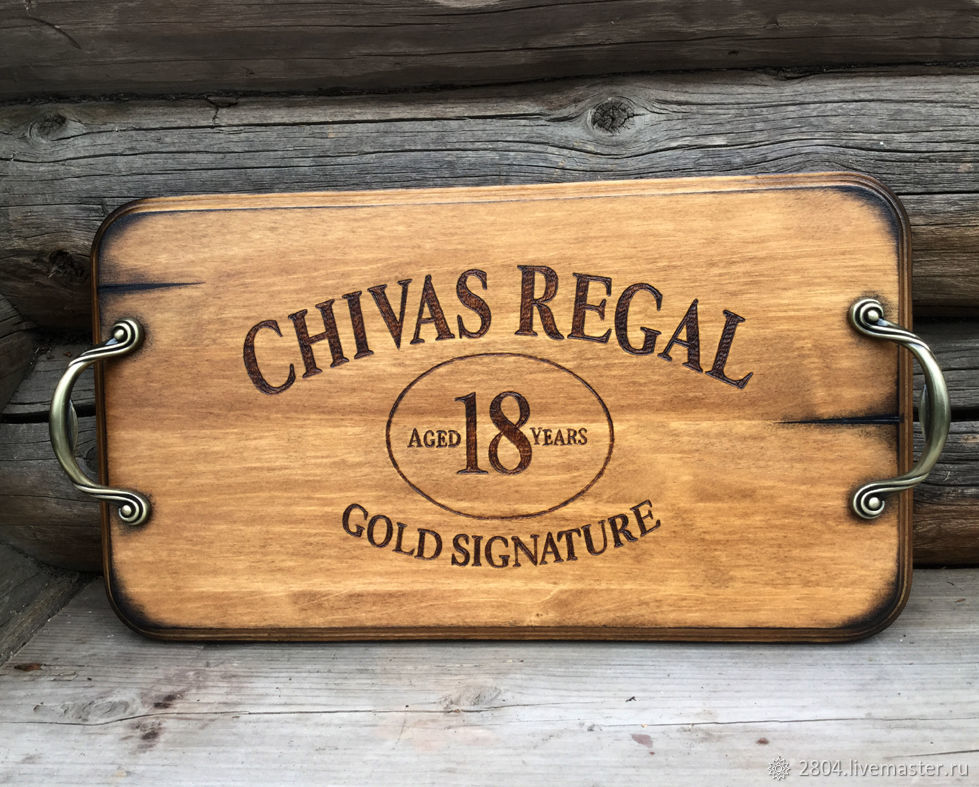 CHIVAS REGAL
AGED 18 YEARS
GOLD SIGNATURE
2804.livemaster.ru